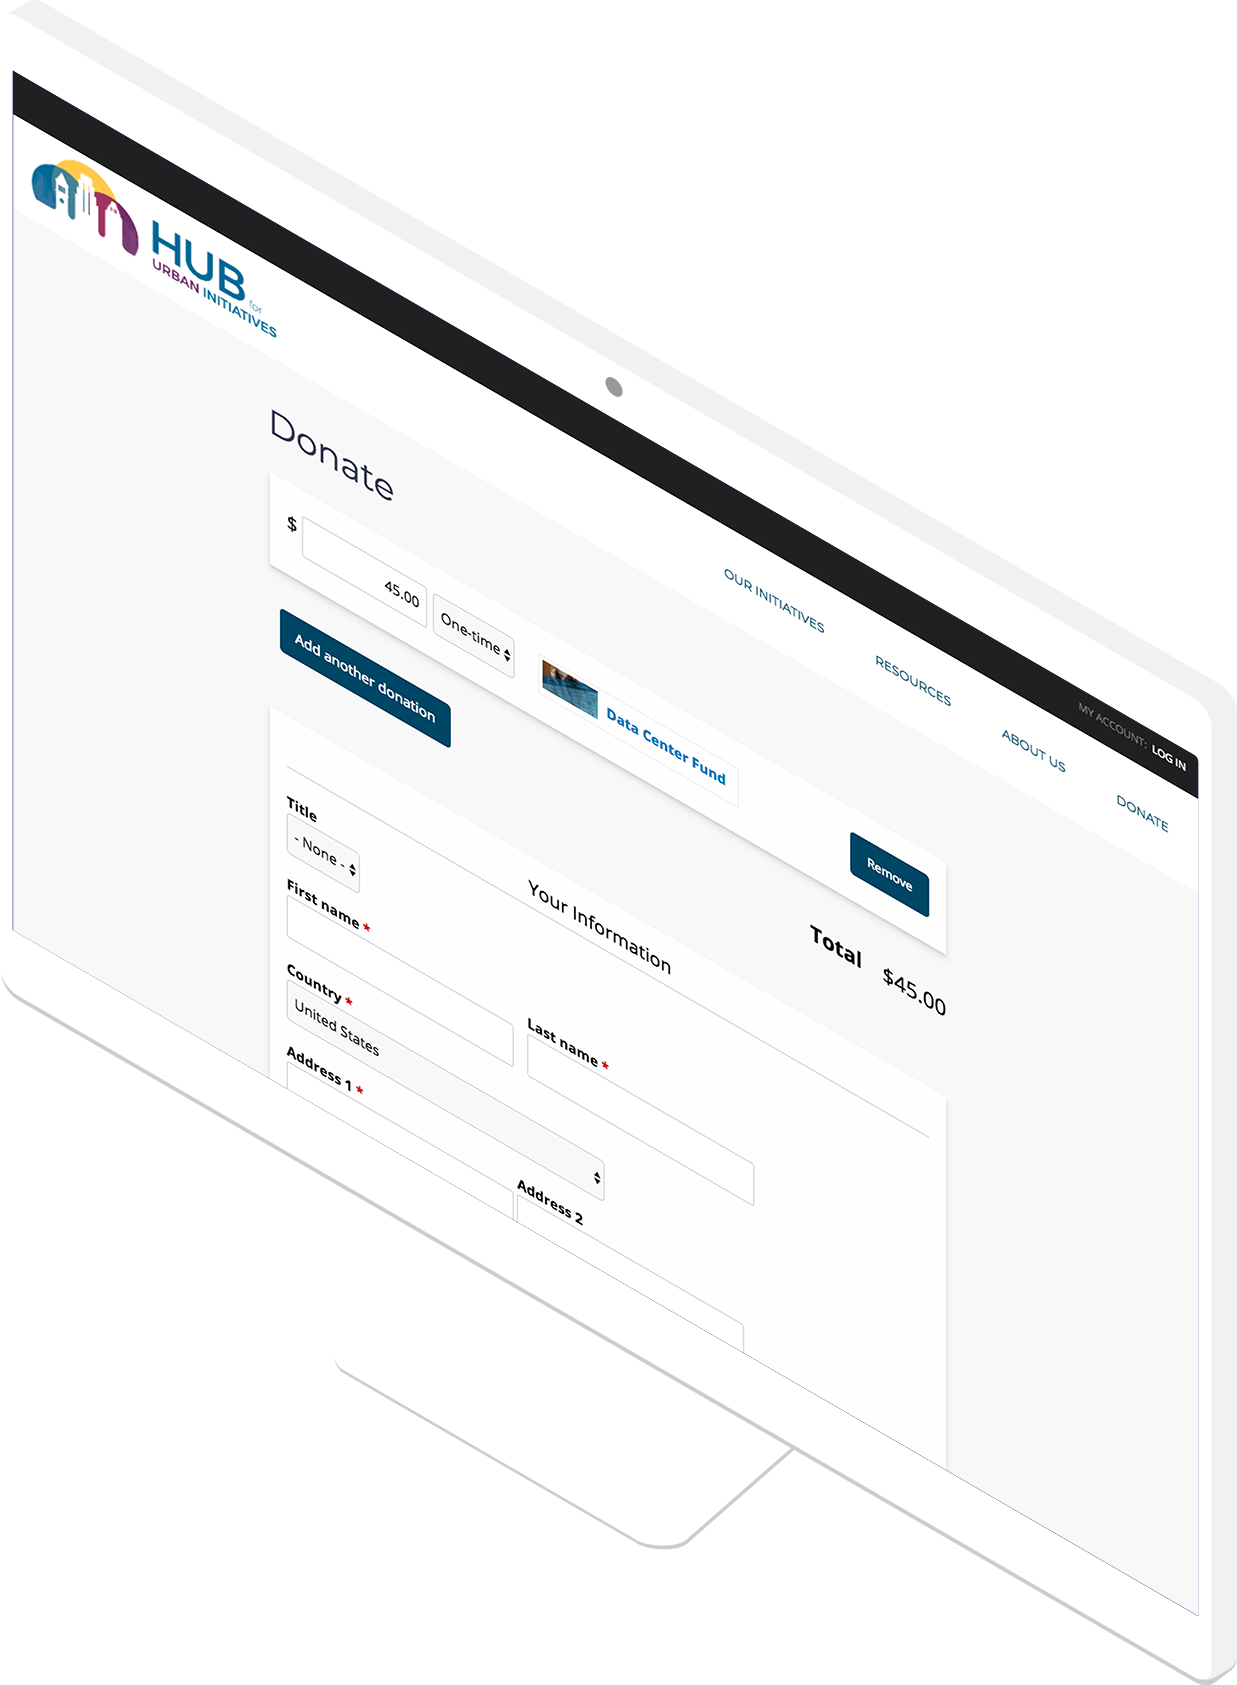 MY ACCOUNT: LOG IN
HUB for
URBAN INITIATIVES
OUR INITIATIVES
RESOURCES
ABOUT US
DONATE
Donate
$ 45.00 One-time
Data Center Fund
Remove
Add another donation
Total $45.00
Your Information
Title
- None -
First name *
Last name *
Country *
United States
Address 1 *
Address 2